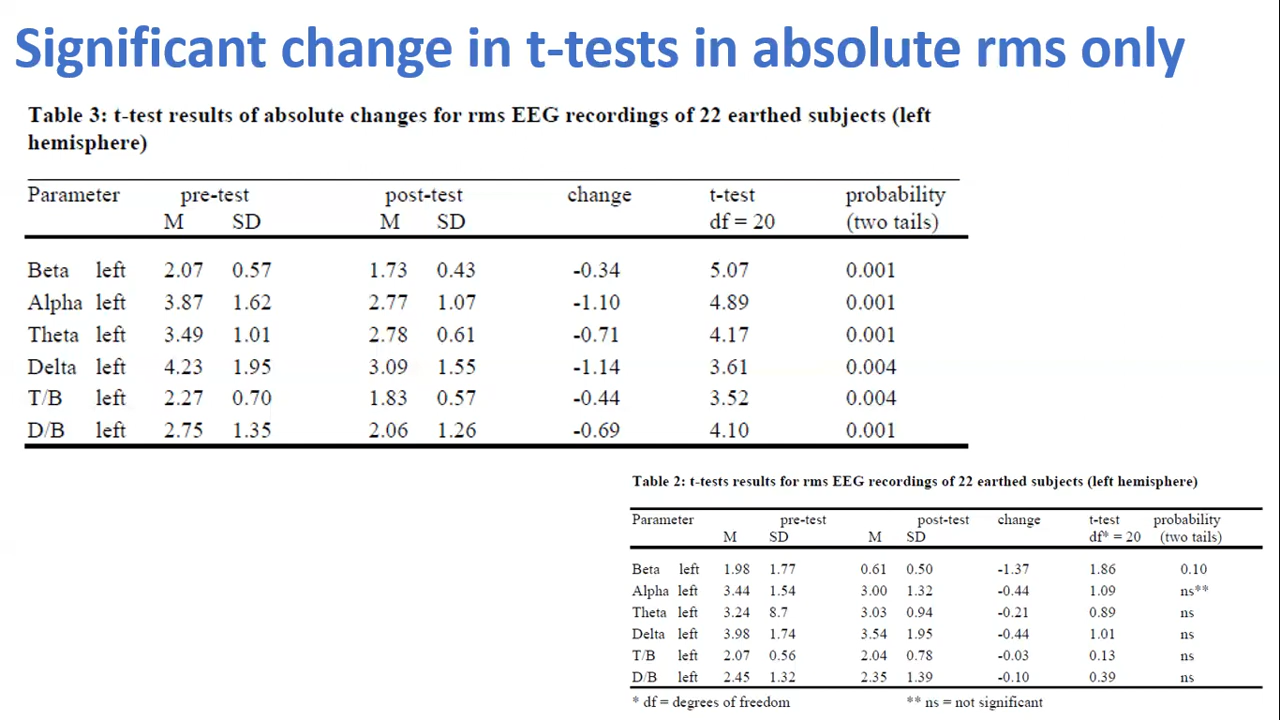 Significant change in t-tests in absolute rms only
Table 3: t-test results of absolute changes for rms EEG recordings of 22 earthed subjects (left
hemisphere)
Parameter pre-test post-test change t-test probability
M SD M SD df = 20 (two tails)
Beta left 2.07 0.57 1.73 0.43 -0.34 5.07 0.001
Alpha left 3.87 1.62 2.77 1.07 -1.10 4.89 0.001
Theta left 3.49 1.01 2.78 0.61 -0.71 4.17 0.001
Delta left 4.23 1.95 3.09 1.55 -1.14 3.61 0.004
T/B left 2.27 0.70 1.83 0.57 -0.44 3.52 0.004
D/B left 2.75 1.35 2.06 1.26 -0.69 4.10 0.001
Table 2: t-tests results for rms EEG recordings of 22 earthed subjects (left hemisphere)
Parameter pre-test post-test change t-test probability
M SD M SD df* = 20 (two tails)
Beta left 1.98 1.77 0.61 0.50 -1.37 1.86 0.10
Alpha left 3.44 1.54 3.00 1.32 -0.44 1.09 ns**
Theta left 3.24 8.7 3.03 0.94 -0.21 0.89 ns
Delta left 3.98 1.74 3.54 1.95 -0.44 1.01 ns
T/B left 2.07 0.56 2.04 0.78 -0.03 0.13 ns
D/B left 2.45 1.32 2.35 1.39 -0.10 0.39 ns
* df = degrees of freedom ** ns = not significant